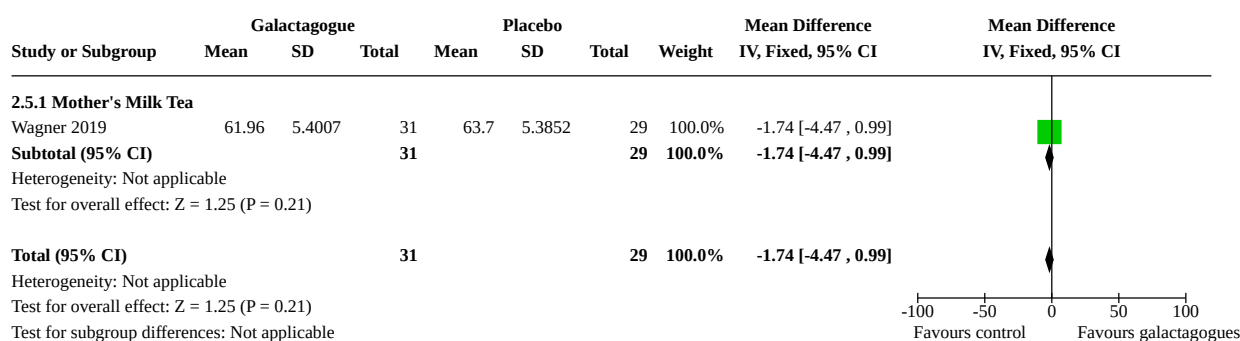 Galactagogue Placebo Mean Difference Mean Difference
Study or Subgroup Mean SD Total Mean SD Total Weight IV, Fixed, 95% CI IV, Fixed, 95% CI
2.5.1 Mother's Milk Tea
Wagner 2019 61.96 5.4007 31 63.7 5.3852 29 100.0% -1.74 [-4.47 , 0.99]
Subtotal (95% CI) 31 29 100.0% -1.74 [-4.47 , 0.99]
Heterogeneity: Not applicable
Test for overall effect: Z = 1.25 (P = 0.21)
Total (95% CI) 31 29 100.0% -1.74 [-4.47 , 0.99]
Heterogeneity: Not applicable
Test for overall effect: Z = 1.25 (P = 0.21)
-100 -50 0 50 100
Test for subgroup differences: Not applicable Favours control Favours galactagogues